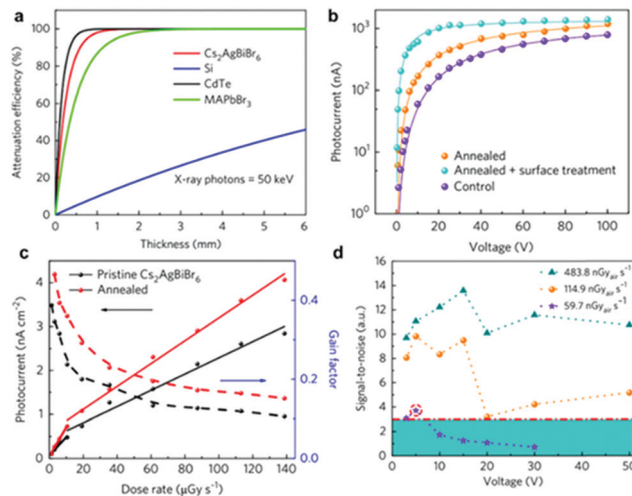 a
Attenuation efficiency (%)
100
80
60
40
20
0
Cs₂AgBiBr₆
Si
CdTe
MAPbBr₃
X-ray photons = 50 keV
0 1 2 3 4 5 6
Thickness (mm)
b
Photocurrent (nA)
10³
10²
10¹
10⁰
Annealed
Annealed + surface treatment
Control
0 20 40 60 80 100
Voltage (V)
c
Photocurrent (nA cm⁻²)
4
3
2
1
0
Pristine Cs₂AgBiBr₆
Annealed
0.4
0.2
0.0
Gain factor
0 20 40 60 80 100 120 140
Dose rate (μGy s⁻¹)
d
Signal-to-noise (a.u.)
16
14
12
10
8
6
4
2
0
483.8 nGyair s⁻¹
114.9 nGyair s⁻¹
59.7 nGyair s⁻¹
0 10 20 30 40 50
Voltage (V)